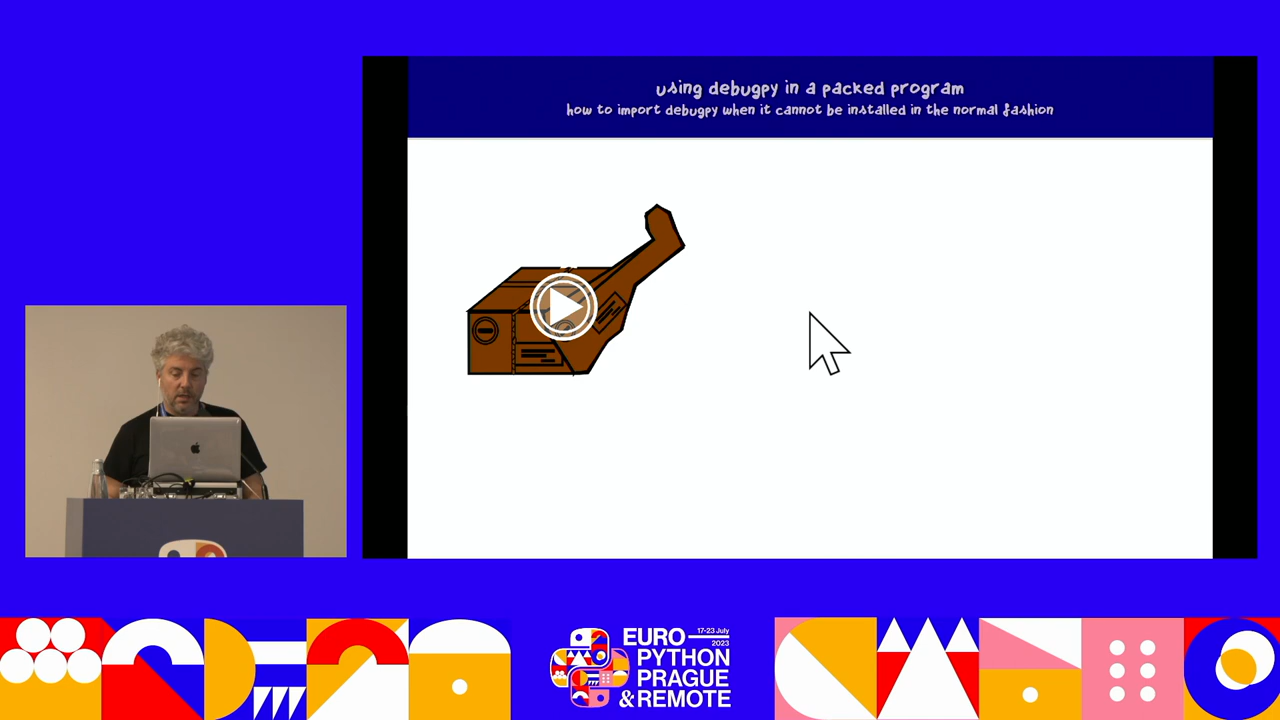 using debugpy in a packed program
how to import debugpy when it cannot be installed in the normal fashion
EURO 17-23 July
2023
PYTHON
PRAGUE
& REMOTE